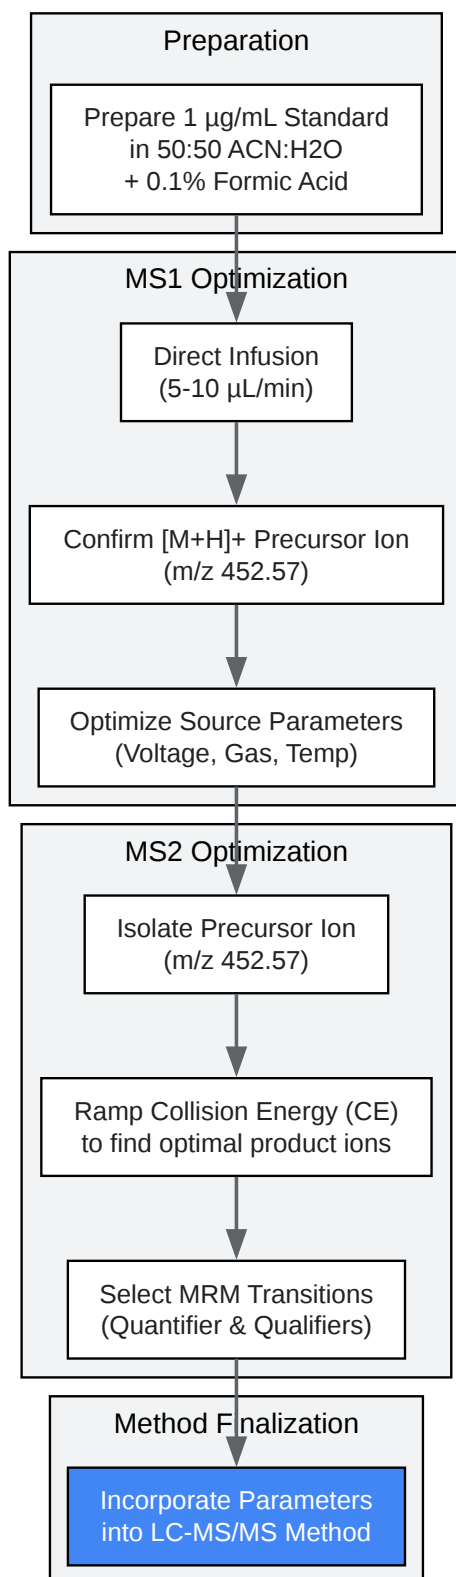 Preparation
Prepare 1 µg/mL Standard
in 50:50 ACN:H2O
+ 0.1% Formic Acid
MS1 Optimization
Direct Infusion
(5-10 µL/min)
Confirm [M+H]+ Precursor Ion
(m/z 452.57)
Optimize Source Parameters
(Voltage, Gas, Temp)
MS2 Optimization
Isolate Precursor Ion
(m/z 452.57)
Ramp Collision Energy (CE)
to find optimal product ions
Select MRM Transitions
(Quantifier & Qualifiers)
Method Finalization
Incorporate Parameters
into LC-MS/MS Method